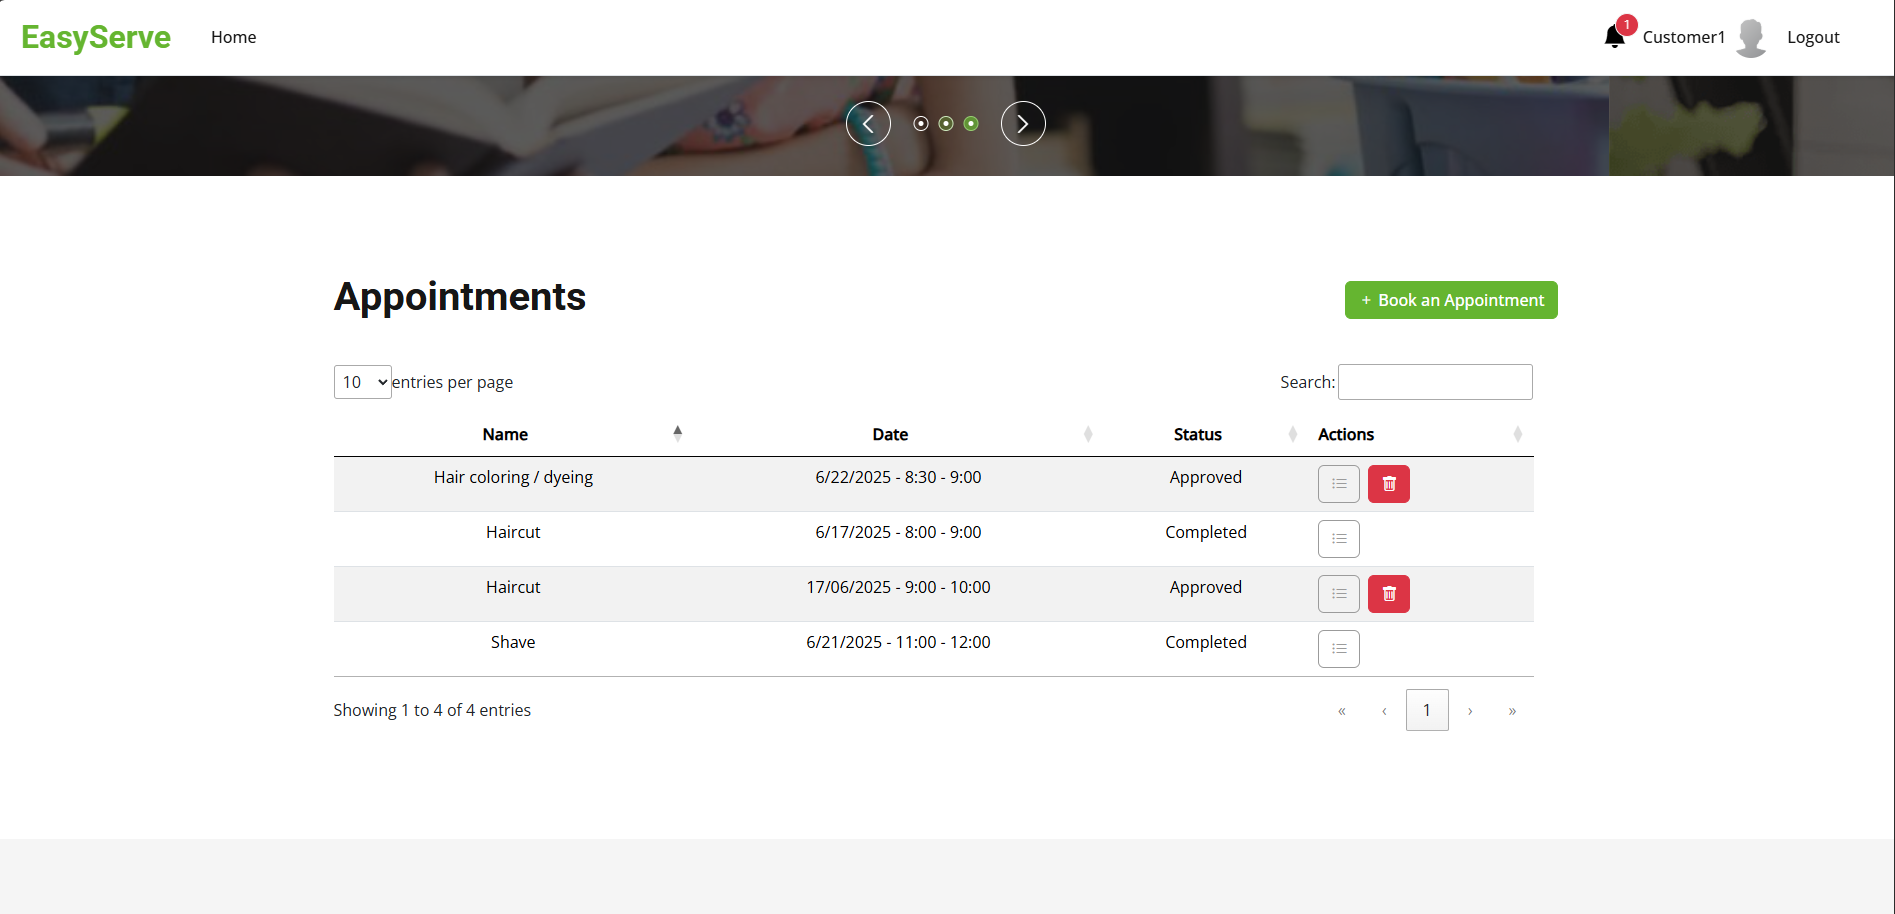 EasyServe Home 1 Customer1 Logout
Appointments
+ Book an Appointment
10 entries per page Search:
Name Date Status Actions
Hair coloring / dyeing 6/22/2025 - 8:30 - 9:00 Approved
Haircut 6/17/2025 - 8:00 - 9:00 Completed
Haircut 17/06/2025 - 9:00 - 10:00 Approved
Shave 6/21/2025 - 11:00 - 12:00 Completed
Showing 1 to 4 of 4 entries « ‹ 1 › »